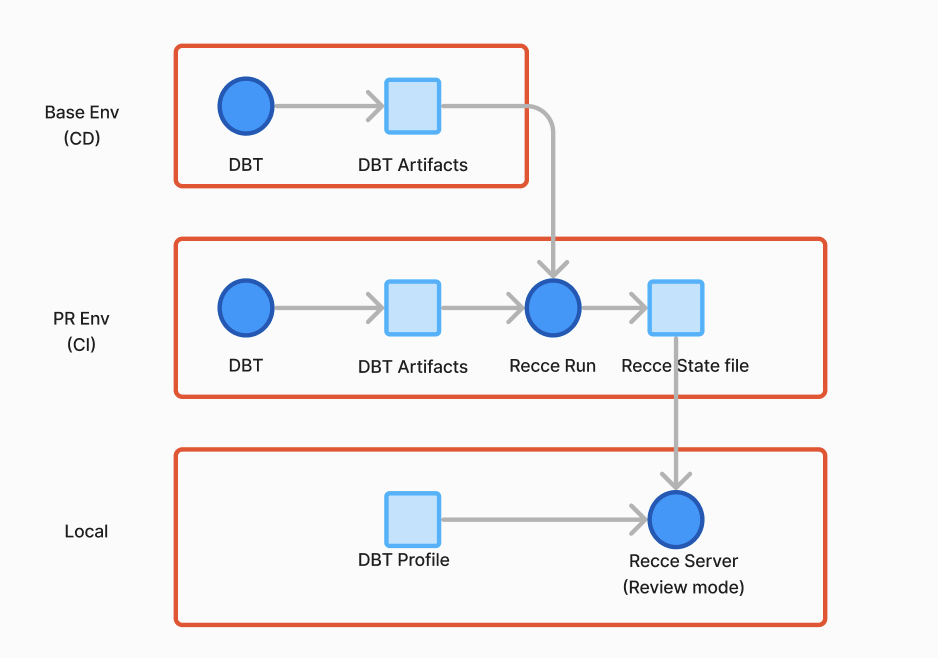 Base Env
(CD)
DBT
DBT Artifacts
PR Env
(CI)
DBT
DBT Artifacts
Recce Run
Recce State file
Local
DBT Profile
Recce Server
(Review mode)